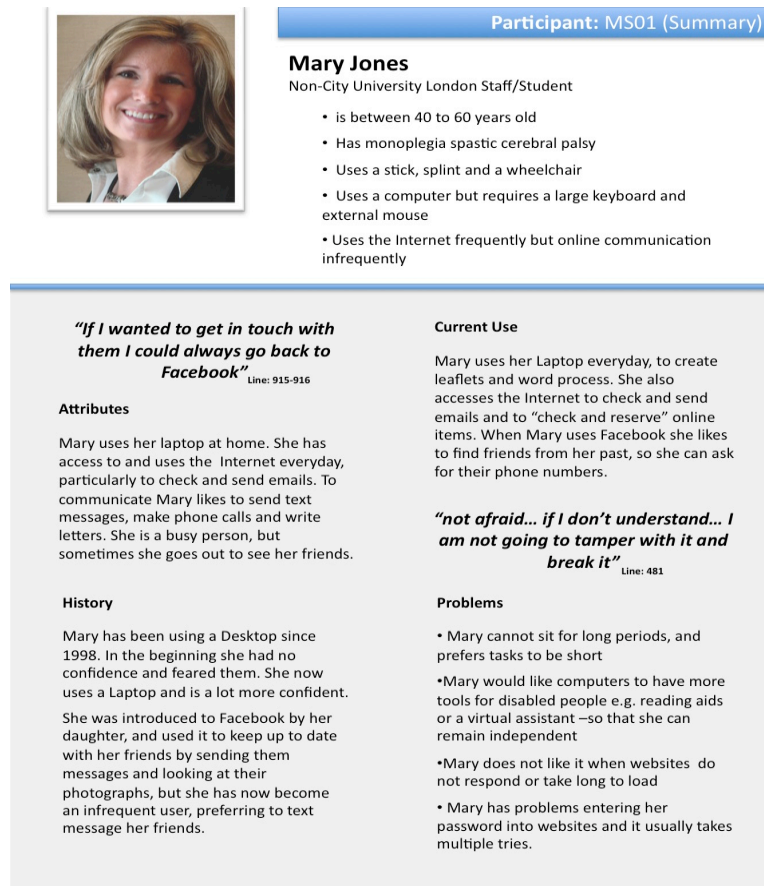 Participant: MS01 (Summary)
Mary Jones
Non-City University London Staff/Student
• is between 40 to 60 years old
• Has monoplegia spastic cerebral palsy
• Uses a stick, splint and a wheelchair
• Uses a computer but requires a large keyboard and
external mouse
• Uses the Internet frequently but online communication
infrequently
“If I wanted to get in touch with
them I could always go back to
Facebook” Line: 915-916
Attributes
Mary uses her laptop at home. She has
access to and uses the Internet everyday,
particularly to check and send emails. To
communicate Mary likes to send text
messages, make phone calls and write
letters. She is a busy person, but
sometimes she goes out to see her friends.
History
Mary has been using a Desktop since
1998. In the beginning she had no
confidence and feared them. She now
uses a Laptop and is a lot more confident.
She was introduced to Facebook by her
daughter, and used it to keep up to date
with her friends by sending them
messages and looking at their
photographs, but she has now become
an infrequent user, preferring to text
message her friends.
Current Use
Mary uses her Laptop everyday, to create
leaflets and word process. She also
accesses the Internet to check and send
emails and to “check and reserve” online
items. When Mary uses Facebook she likes
to find friends from her past, so she can ask
for their phone numbers.
“not afraid… if I don’t understand… I
am not going to tamper with it and
break it” Line: 481
Problems
• Mary cannot sit for long periods, and
prefers tasks to be short
•Mary would like computers to have more
tools for disabled people e.g. reading aids
or a virtual assistant –so that she can
remain independent
•Mary does not like it when websites do
not respond or take long to load
• Mary has problems entering her
password into websites and it usually takes
multiple tries.